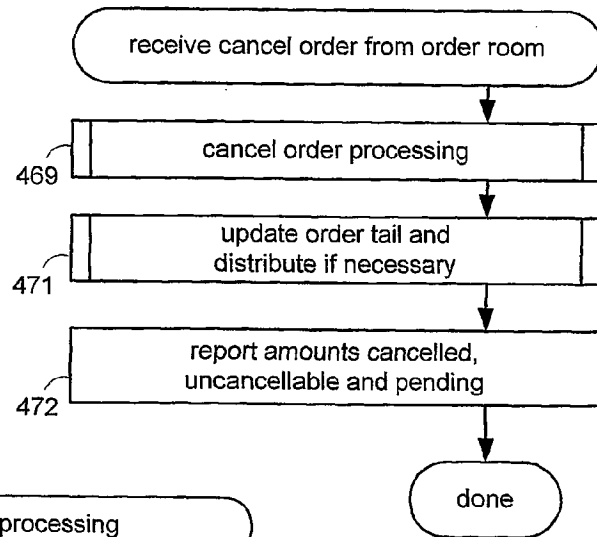 receive cancel order from order room
cancel order processing
469
update order tail and
distribute if necessary
471
report amounts cancelled,
uncancellable and pending
472
done
processing